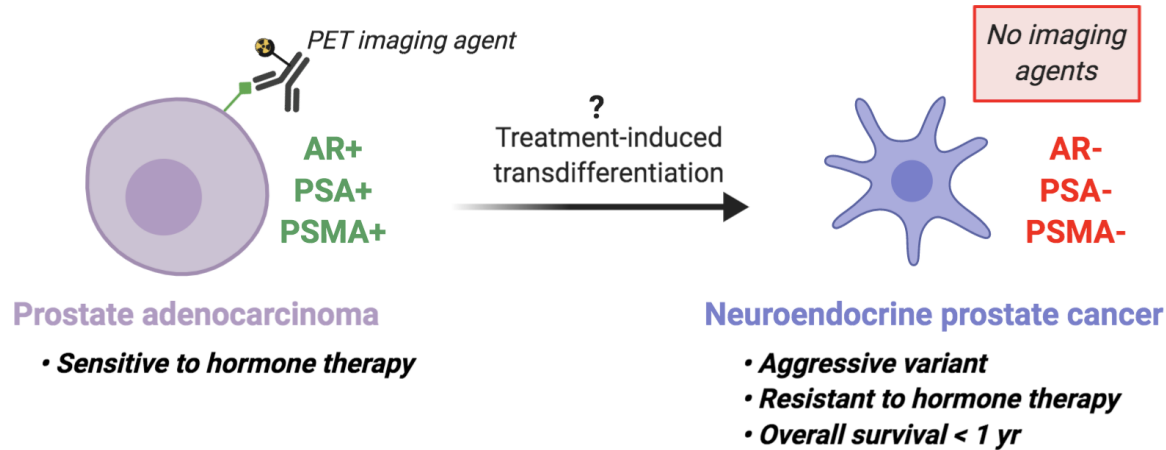 PET imaging agent
AR+
PSA+
PSMA+
Prostate adenocarcinoma
• Sensitive to hormone therapy
?
Treatment-induced
transdifferentiation
No imaging
agents
AR-
PSA-
PSMA-
Neuroendocrine prostate cancer
• Aggressive variant
• Resistant to hormone therapy
• Overall survival < 1 yr